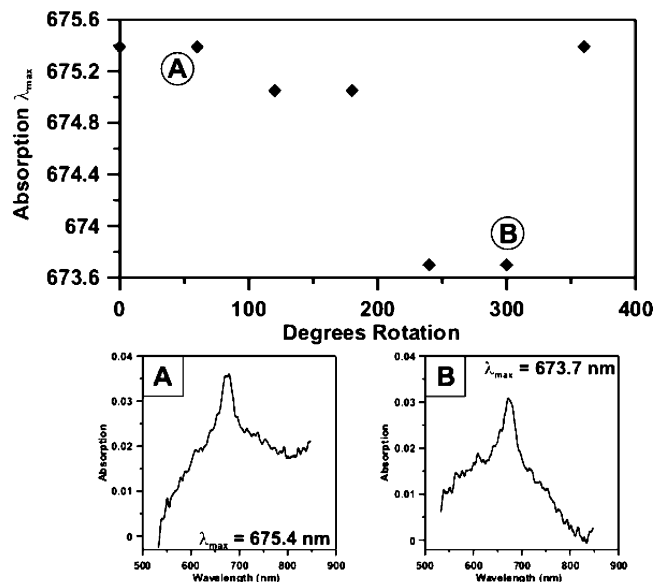 675.6
675.2
674.8
674.4
674
673.6
Absorption λmax
A
B
0
100
200
300
400
Degrees Rotation
0.04
0.03
0.02
0.01
0
Absorption
A
λmax = 675.4 nm
500
600
700
800
900
Wavelength (nm)
0.04
0.03
0.02
0.01
0
Absorption
B
λmax = 673.7 nm
500
600
700
800
900
Wavelength (nm)